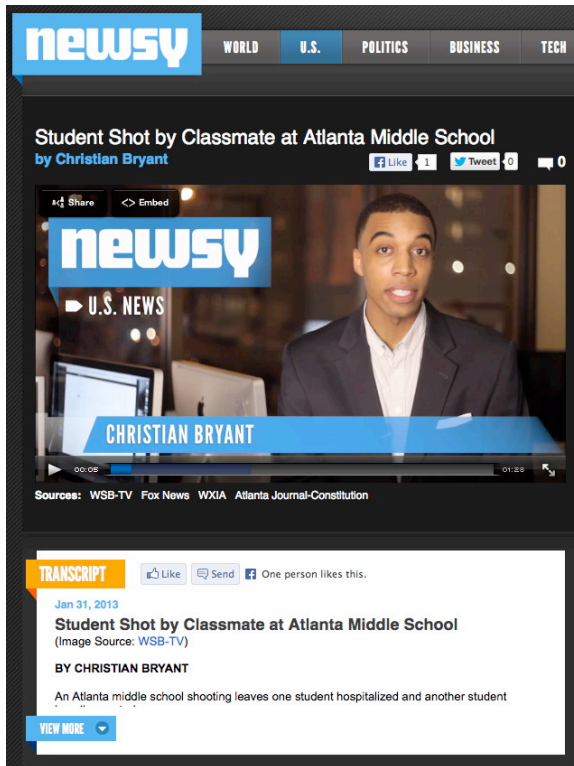 newsy
WORLD U.S. POLITICS BUSINESS TECH
Student Shot by Classmate at Atlanta Middle School
by Christian Bryant
Like 1 Tweet 0 0
Share <> Embed
newsy
U.S. NEWS
CHRISTIAN BRYANT
00:05 01:28
Sources: WSB-TV Fox News WXIA Atlanta Journal-Constitution
TRANSCRIPT Like Send One person likes this.
Jan 31, 2013
Student Shot by Classmate at Atlanta Middle School
(Image Source: WSB-TV)
BY CHRISTIAN BRYANT
An Atlanta middle school shooting leaves one student hospitalized and another student
VIEW MORE